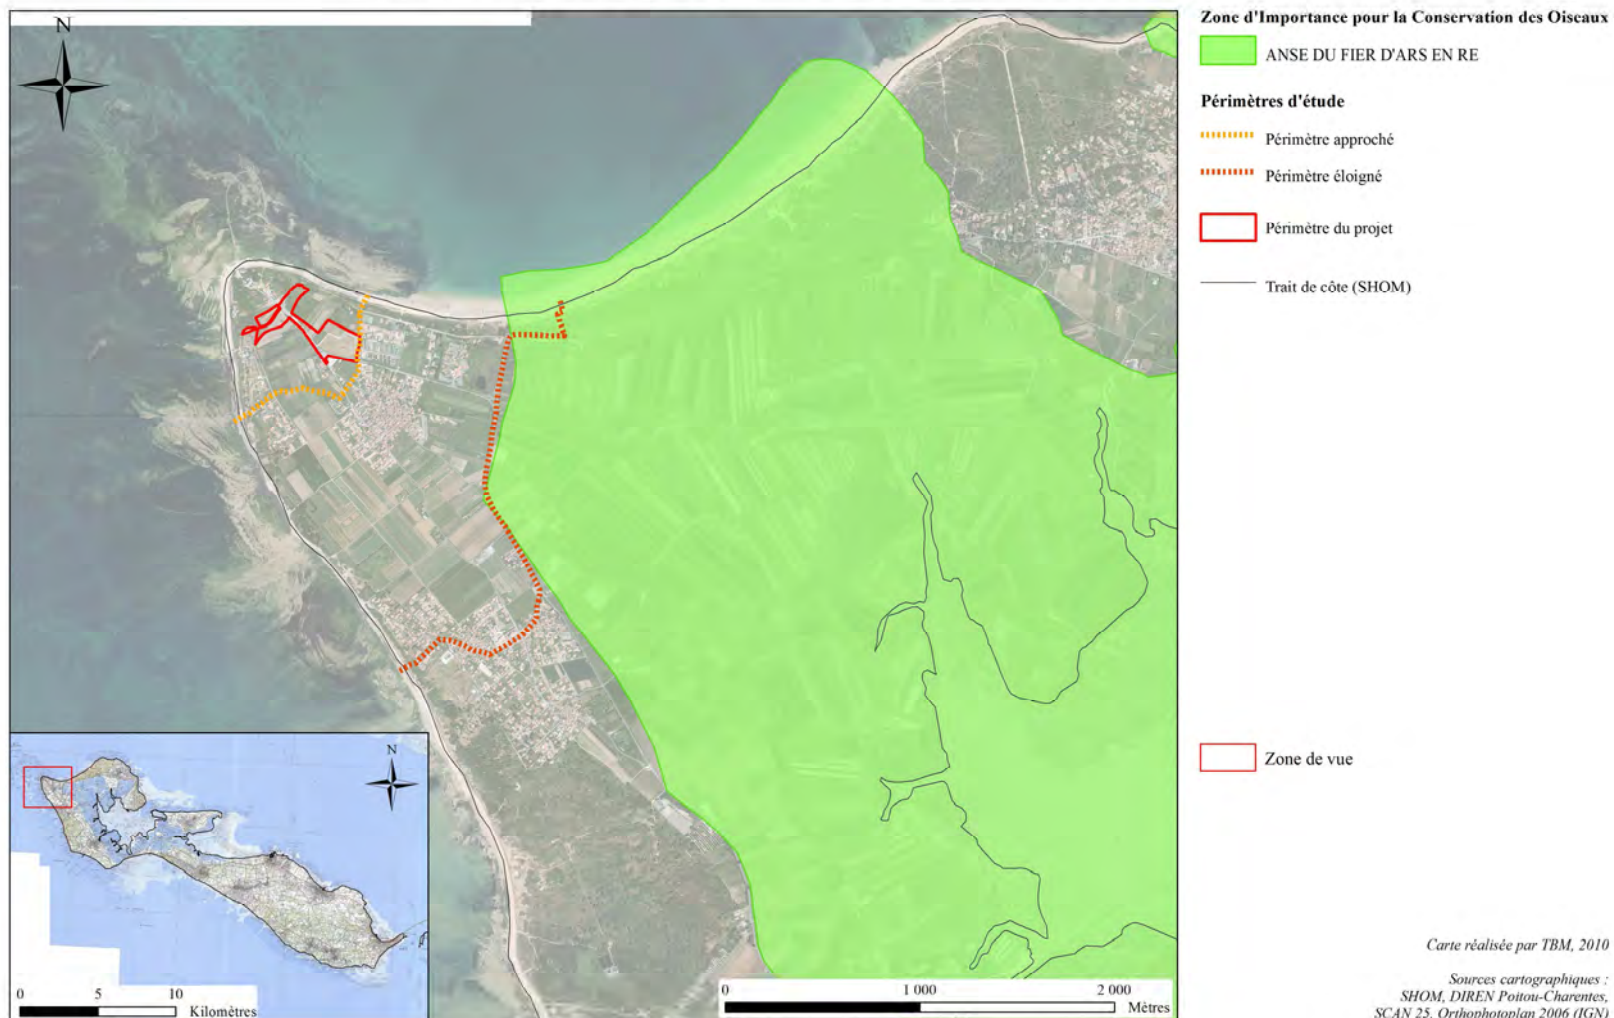 N
Zone d'Importance pour la Conservation des Oiseaux
ANSE DU FIER D'ARS EN RE
Périmètres d'étude
Périmètre approché
Périmètre éloigné
Périmètre du projet
Trait de côte (SHOM)
Zone de vue
N
0 5 10
Kilomètres
0 1 000 2 000
Mètres
Carte réalisée par TBM, 2010
Sources cartographiques :
SHOM, DIREN Poitou-Charentes,
SCAN 25, Orthophotoplan 2006 (IGN)